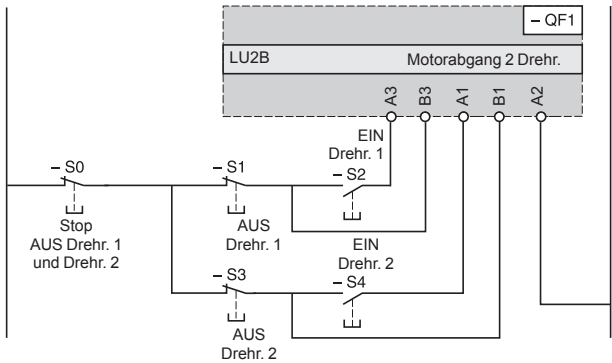 – QF1
LU2B Motorabgang 2 Drehr.
A3 B3 A1 B1 A2
EIN
Drehr. 1
– S0 – S1 – S2
Stop
AUS Drehr. 1
und Drehr. 2
AUS
Drehr. 1
EIN
Drehr. 2
– S3 – S4
AUS
Drehr. 2